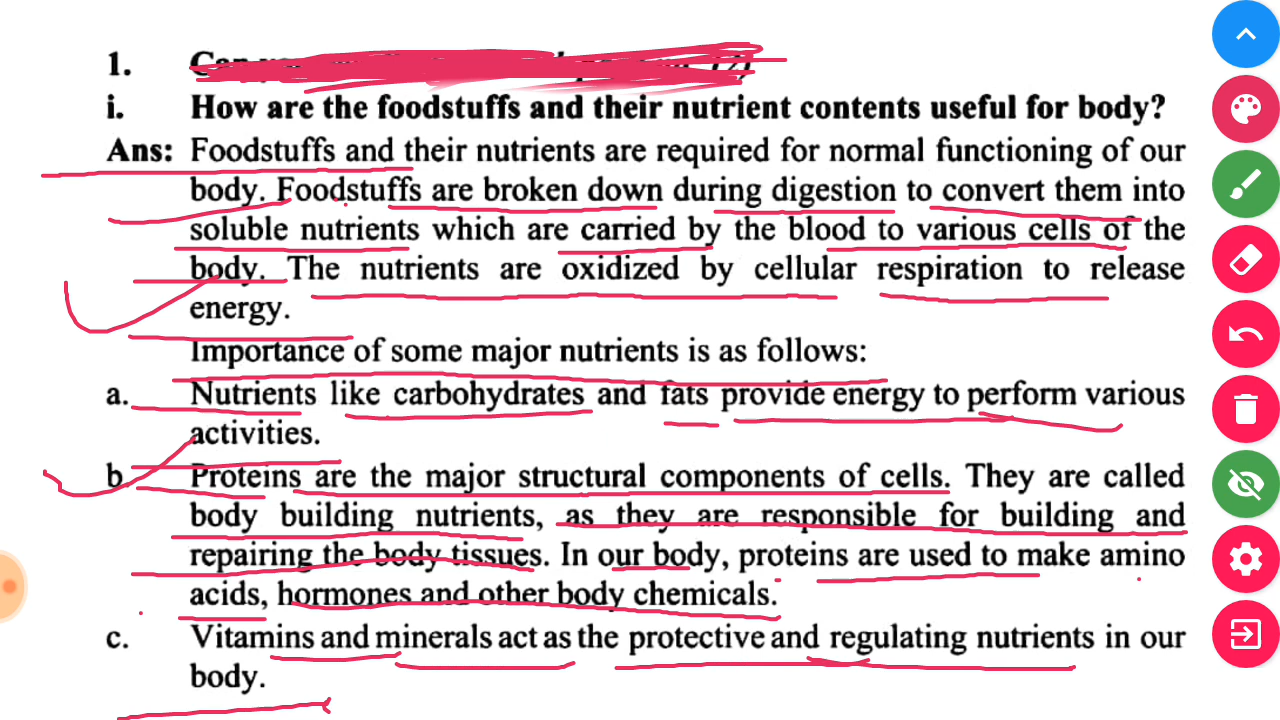 1.
i. How are the foodstuffs and their nutrient contents useful for body?
Ans: Foodstuffs and their nutrients are required for normal functioning of our
body. Foodstuffs are broken down during digestion to convert them into
soluble nutrients which are carried by the blood to various cells of the
body. The nutrients are oxidized by cellular respiration to release
energy.
Importance of some major nutrients is as follows:
a. Nutrients like carbohydrates and fats provide energy to perform various
activities.
b Proteins are the major structural components of cells. They are called
body building nutrients, as they are responsible for building and
repairing the body tissues. In our body, proteins are used to make amino
acids, hormones and other body chemicals.
c. Vitamins and minerals act as the protective and regulating nutrients in our
body.